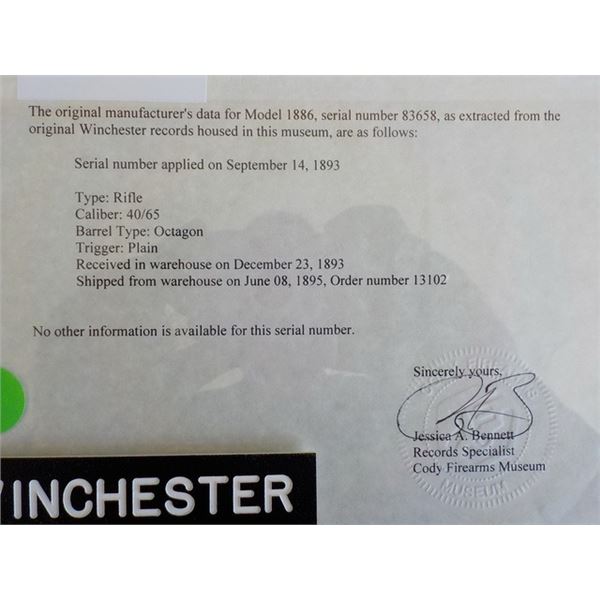 The original manufacturer's data for Model 1886, serial number 83658, as extracted from the
original Winchester records housed in this museum, are as follows:
Serial number applied on September 14, 1893
Type: Rifle
Caliber: 40/65
Barrel Type: Octagon
Trigger: Plain
Received in warehouse on December 23, 1893
Shipped from warehouse on June 08, 1895, Order number 13102
No other information is available for this serial number.
Sincerely yours,
Jessica A. Bennett
Records Specialist
Cody Firearms Museum
MUSEUM
INCHESTER